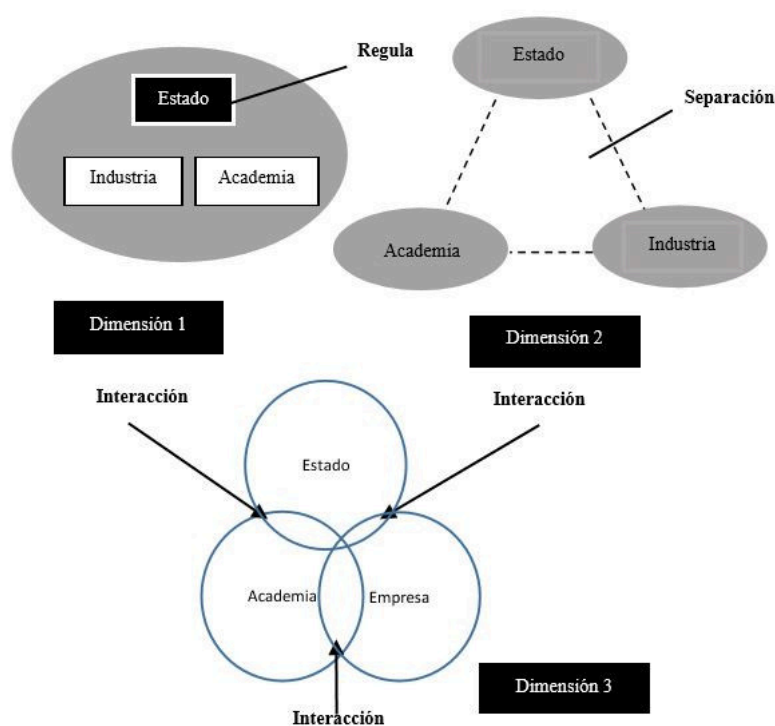 Regula
Estado
Industria
Academia
Estado
Separación
Academia
Industria
Dimensión 1
Dimensión 2
Interacción
Interacción
Estado
Academia
Empresa
Dimensión 3
Interacción